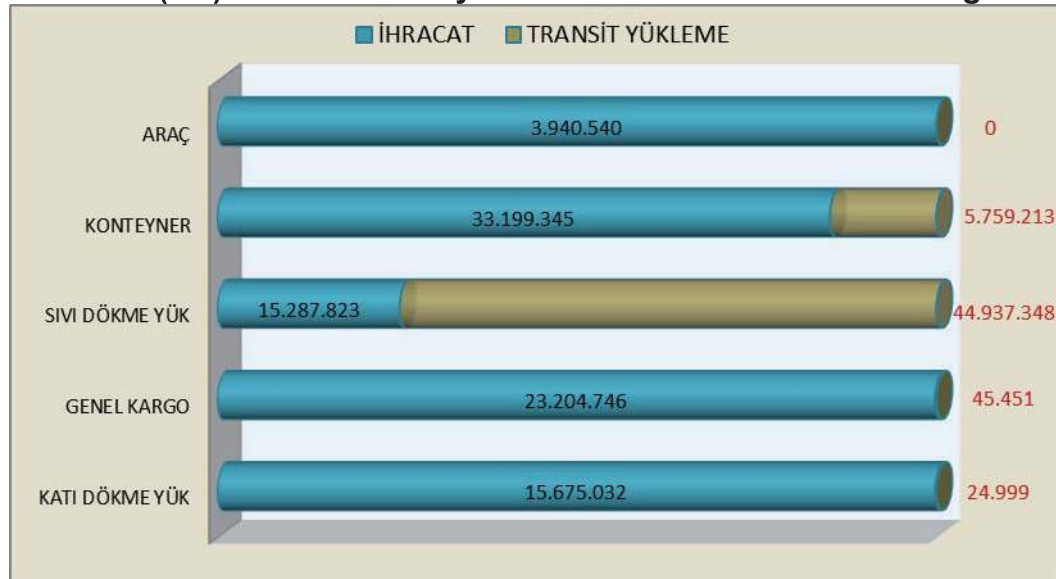 İHRACAT TRANSİT YÜKLEME
ARAÇ 3.940.540 0
KONTEYNER 33.199.345 5.759.213
SIVI DÖKME YÜK 15.287.823 44.937.348
GENEL KARGO 23.204.746 45.451
KATI DÖKME YÜK 15.675.032 24.999